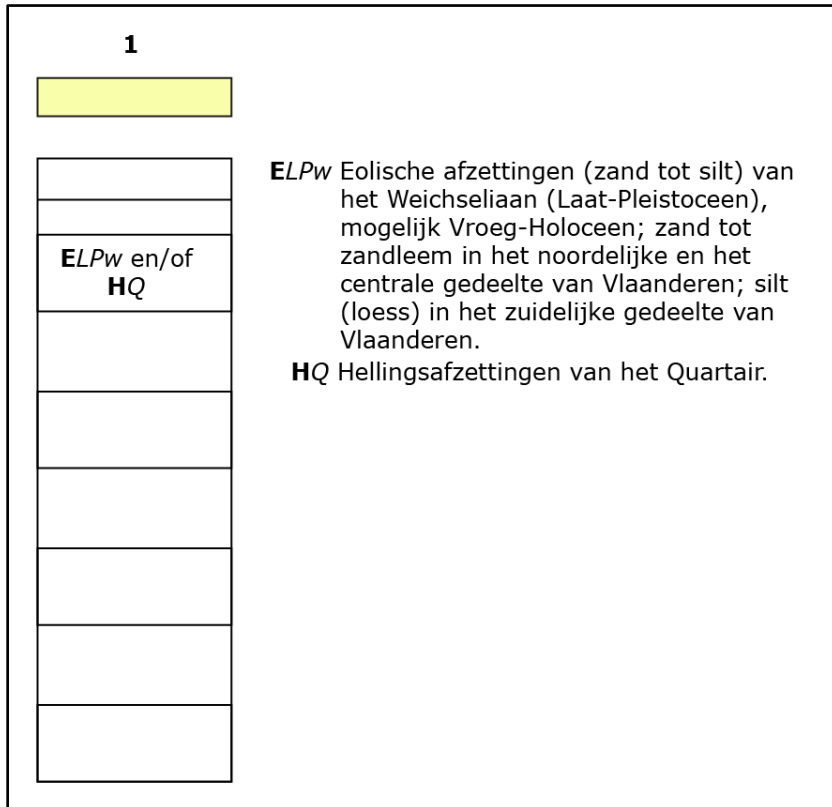 1
ELPw en/of
HQ
ELPw Eolische afzettingen (zand tot silt) van
het Weichseliaan (Laat-Pleistoceen),
mogelijk Vroeg-Holoceen; zand tot
zandleem in het noordelijke en het
centrale gedeelte van Vlaanderen; silt
(loess) in het zuidelijke gedeelte van
Vlaanderen.
HQ Hellingsafzettingen van het Quartair.